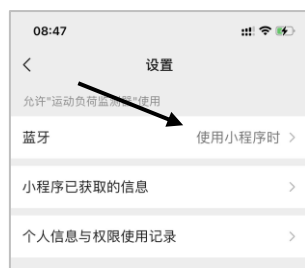 08:47
设置
允许"运动负荷监测器"使用
蓝牙 使用小程序时
小程序已获取的信息
个人信息与权限使用记录